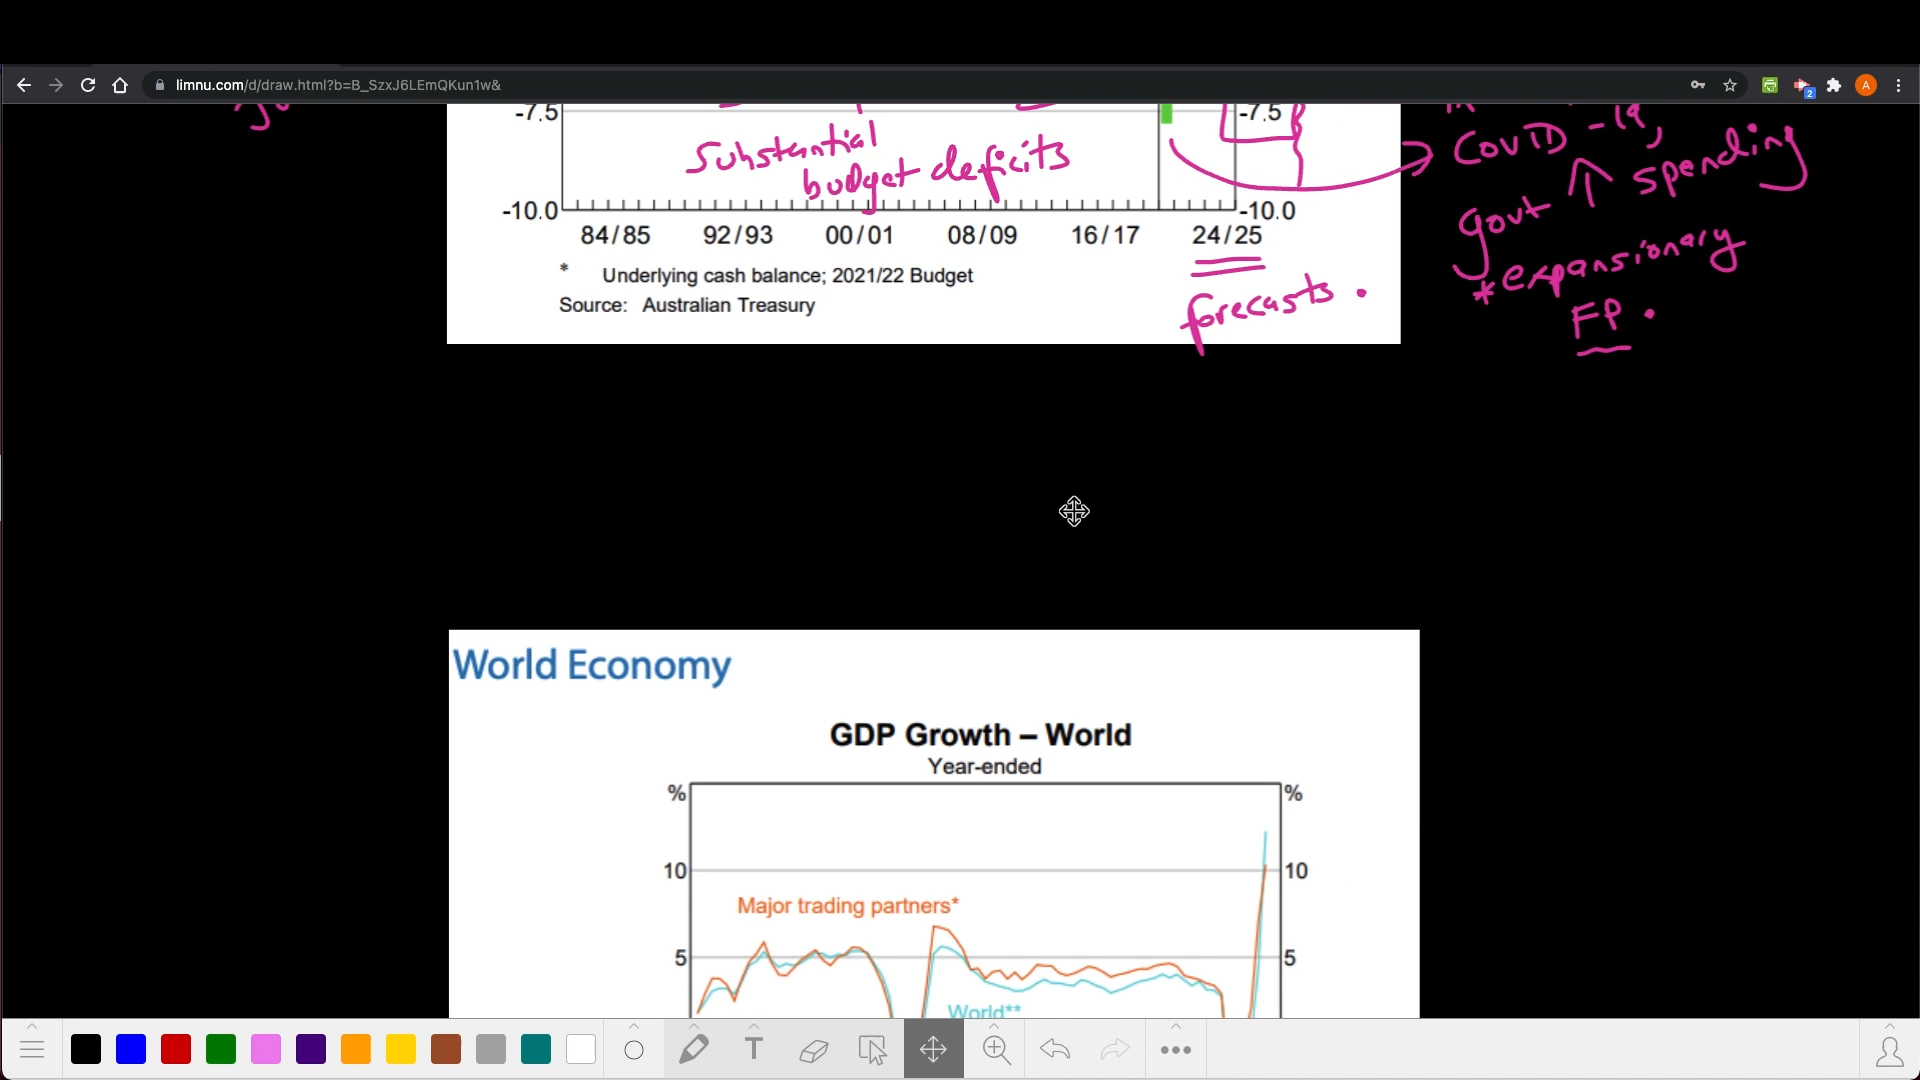 limnu.com/d/draw.html?b=B_SzxJ6LEmQKun1w&
2
A
-7.5
-7.5
Substantial
budget deficits
CovID-19,
govt ↑ spending
*expansionary
FP.
-10.0
-10.0
84/85 92/93 00/01 08/09 16/17 24/25
forecasts.
* Underlying cash balance; 2021/22 Budget
Source: Australian Treasury
World Economy
GDP Growth – World
Year-ended
% %
10 10
Major trading partners*
5 5
World**
T